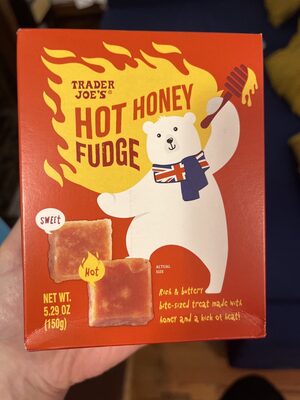 TRADER
JOE'S®
HOT HONEY
FUDGE
SWEET
HOT
ACTUAL
SIZE
NET WT.
5.29 OZ
(150g)
Rich & buttery
bite-sized treat made with
honey and a kick of heat!